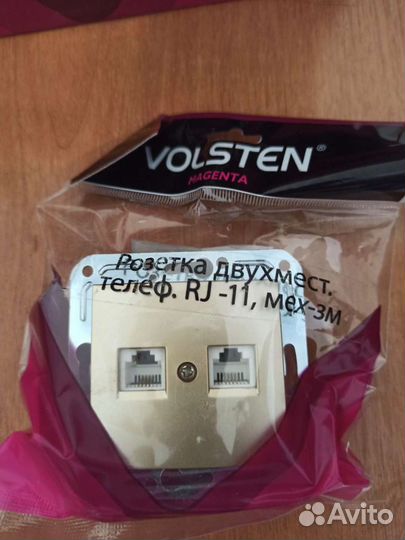 VOLSTEN®
MAGENTA
Розетка двухмест.
телеф. RJ -11, мех-зм
Avito